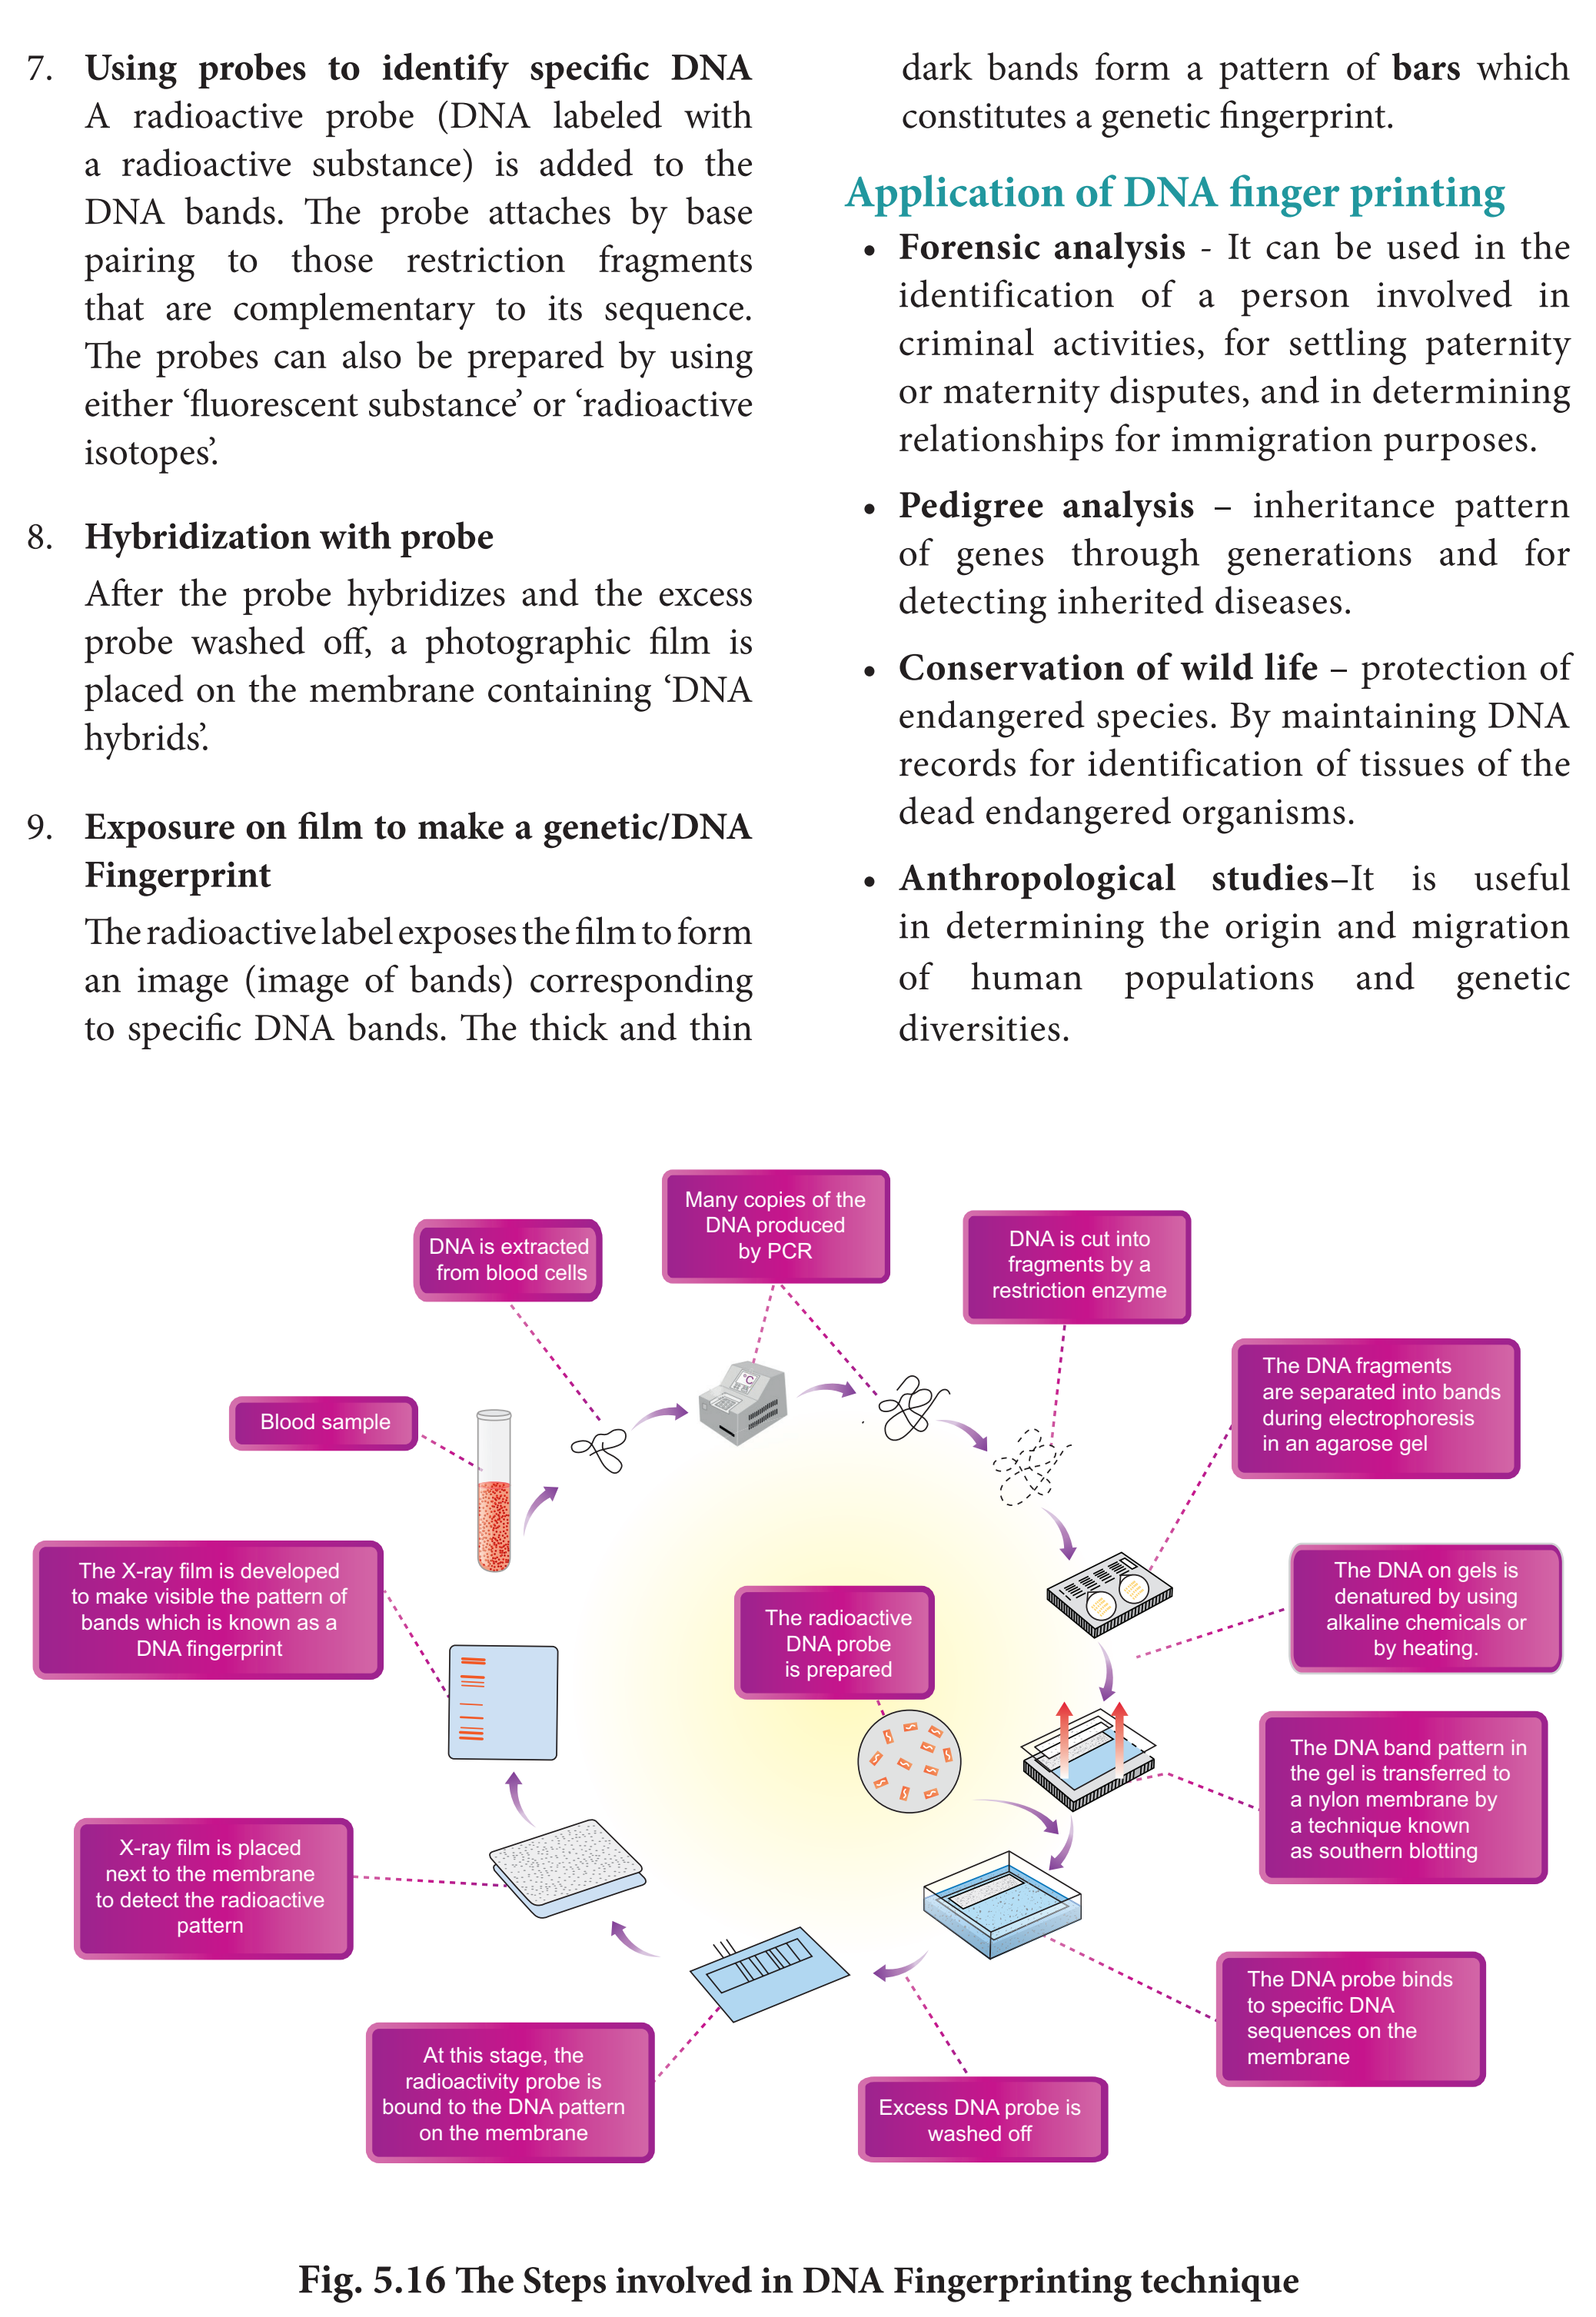 7. Using probes to identify specific DNA
A radioactive probe (DNA labeled with
a radioactive substance) is added to the
DNA bands. The probe attaches by base
pairing to those restriction fragments
that are complementary to its sequence.
The probes can also be prepared by using
either ‘fluorescent substance’ or ‘radioactive
isotopes’.
8. Hybridization with probe
After the probe hybridizes and the excess
probe washed off, a photographic film is
placed on the membrane containing ‘DNA
hybrids’.
9. Exposure on film to make a genetic/DNA
Fingerprint
The radioactive label exposes the film to form
an image (image of bands) corresponding
to specific DNA bands. The thick and thin
dark bands form a pattern of bars which
constitutes a genetic fingerprint.
Application of DNA finger printing
• Forensic analysis - It can be used in the
identification of a person involved in
criminal activities, for settling paternity
or maternity disputes, and in determining
relationships for immigration purposes.
• Pedigree analysis – inheritance pattern
of genes through generations and for
detecting inherited diseases.
• Conservation of wild life – protection of
endangered species. By maintaining DNA
records for identification of tissues of the
dead endangered organisms.
• Anthropological studies–It is useful
in determining the origin and migration
of human populations and genetic
diversities.
Blood sample
DNA is extracted
from blood cells
Many copies of the
DNA produced
by PCR
°C
DNA is cut into
fragments by a
restriction enzyme
The DNA fragments
are separated into bands
during electrophoresis
in an agarose gel
The DNA on gels is
denatured by using
alkaline chemicals or
by heating.
The DNA band pattern in
the gel is transferred to
a nylon membrane by
a technique known
as southern blotting
The radioactive
DNA probe
is prepared
The DNA probe binds
to specific DNA
sequences on the
membrane
Excess DNA probe is
washed off
At this stage, the
radioactivity probe is
bound to the DNA pattern
on the membrane
X-ray film is placed
next to the membrane
to detect the radioactive
pattern
The X-ray film is developed
to make visible the pattern of
bands which is known as a
DNA fingerprint
Fig. 5.16 The Steps involved in DNA Fingerprinting technique